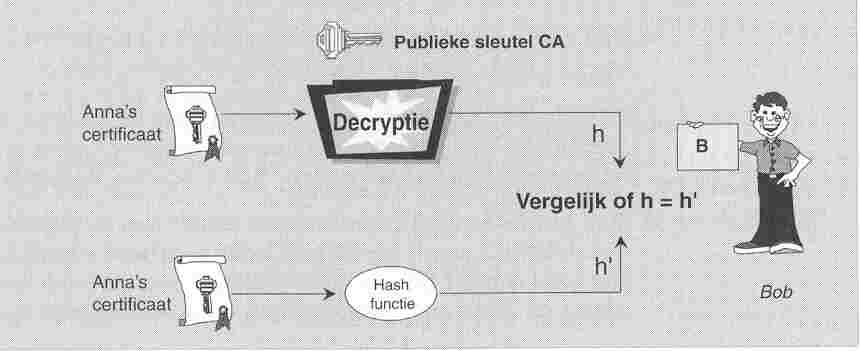 Publieke sleutel CA
Anna's
certificaat
Decryptie
h
B
Vergelijk of h = h'
Anna's
certificaat
Hash
functie
h'
Bob